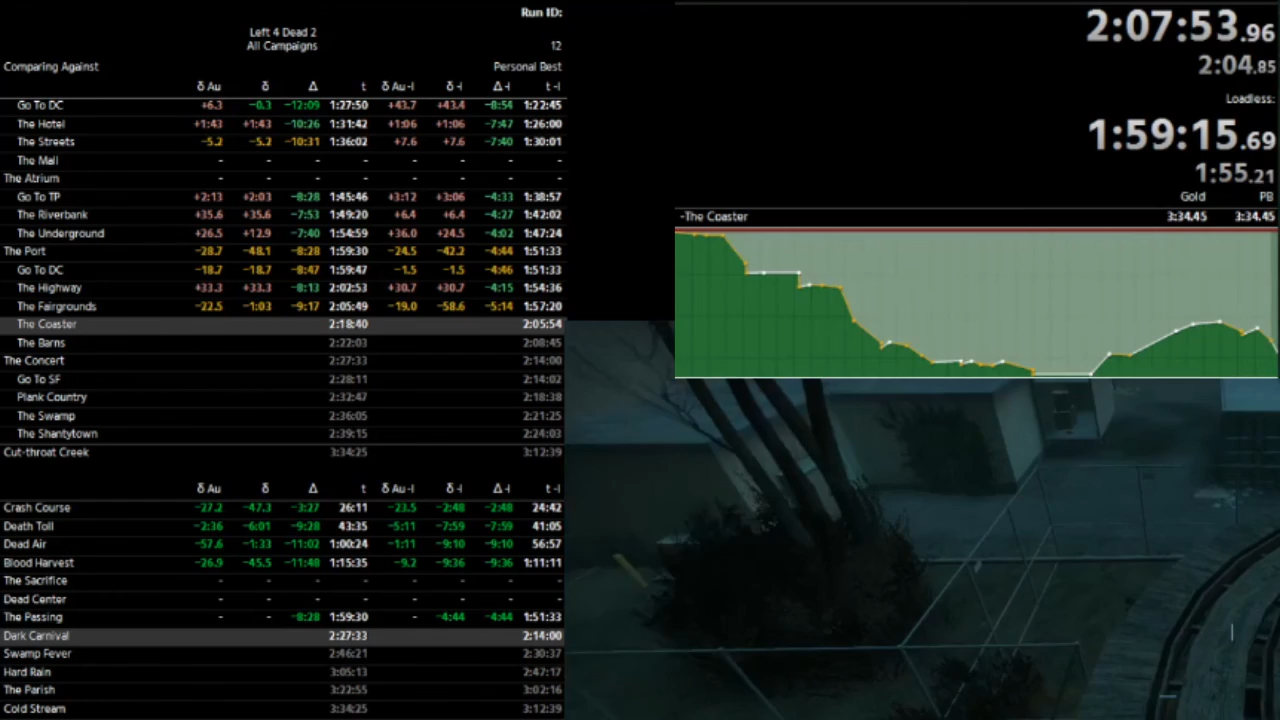 Run ID:
Left 4 Dead 2
All Campaigns 12
Comparing Against Personal Best
δ Au δ Δ t δ Au -l δ -l Δ -l t -l
Go To DC +6.3 −0.3 −12:09 1:27:50 +43.7 +43.4 −8:54 1:22:45
The Hotel +1:43 +1:43 −10:26 1:31:42 +1:06 +1:06 −7:47 1:26:00
The Streets −5.2 −5.2 −10:31 1:36:02 +7.6 +7.6 −7:40 1:30:01
The Mall - - - - - - - -
The Atrium - - - - - - - -
Go To TP +2:13 +2:03 −8:28 1:45:46 +3:12 +3:06 −4:33 1:38:57
The Riverbank +35.6 +35.6 −7:53 1:49:20 +6.4 +6.4 −4:27 1:42:02
The Underground +26.5 +12.9 −7:40 1:54:59 +36.0 +24.5 −4:02 1:47:24
The Port −28.7 −48.1 −8:28 1:59:30 −24.5 −42.2 −4:44 1:51:33
Go To DC −18.7 −18.7 −8:47 1:59:47 −1.5 −1.5 −4:46 1:51:33
The Highway +33.3 +33.3 −8:13 2:02:53 +30.7 +30.7 −4:15 1:54:36
The Fairgrounds −22.5 −1:03 −9:17 2:05:49 −19.0 −58.6 −5:14 1:57:20
The Coaster 2:18:40 2:05:54
The Barns 2:22:03 2:08:45
The Concert 2:27:33 2:14:00
Go To SF 2:28:11 2:14:02
Plank Country 2:32:47 2:18:38
The Swamp 2:36:05 2:21:25
The Shantytown 2:39:15 2:24:03
Cut-throat Creek 3:34:25 3:12:39
δ Au δ Δ t δ Au -l δ -l Δ -l t -l
Crash Course −27.2 −47.3 −3:27 26:11 −23.5 −2:48 −2:48 24:42
Death Toll −2:36 −6:01 −9:28 43:35 −5:11 −7:59 −7:59 41:05
Dead Air −57.6 −1:33 −11:02 1:00:24 −1:11 −9:10 −9:10 56:57
Blood Harvest −26.9 −45.5 −11:48 1:15:35 −9.2 −9:36 −9:36 1:11:11
The Sacrifice - - - - - - - -
Dead Center - - - - - - - -
The Passing - - −8:28 1:59:30 - −4:44 −4:44 1:51:33
Dark Carnival 2:27:33 2:14:00
Swamp Fever 2:46:21 2:30:37
Hard Rain 3:05:13 2:47:17
The Parish 3:22:55 3:02:16
Cold Stream 3:34:25 3:12:39
2:07:53.96
2:04.85
Loadless:
1:59:15.69
1:55.21
Gold PB
-The Coaster 3:34.45 3:34.45